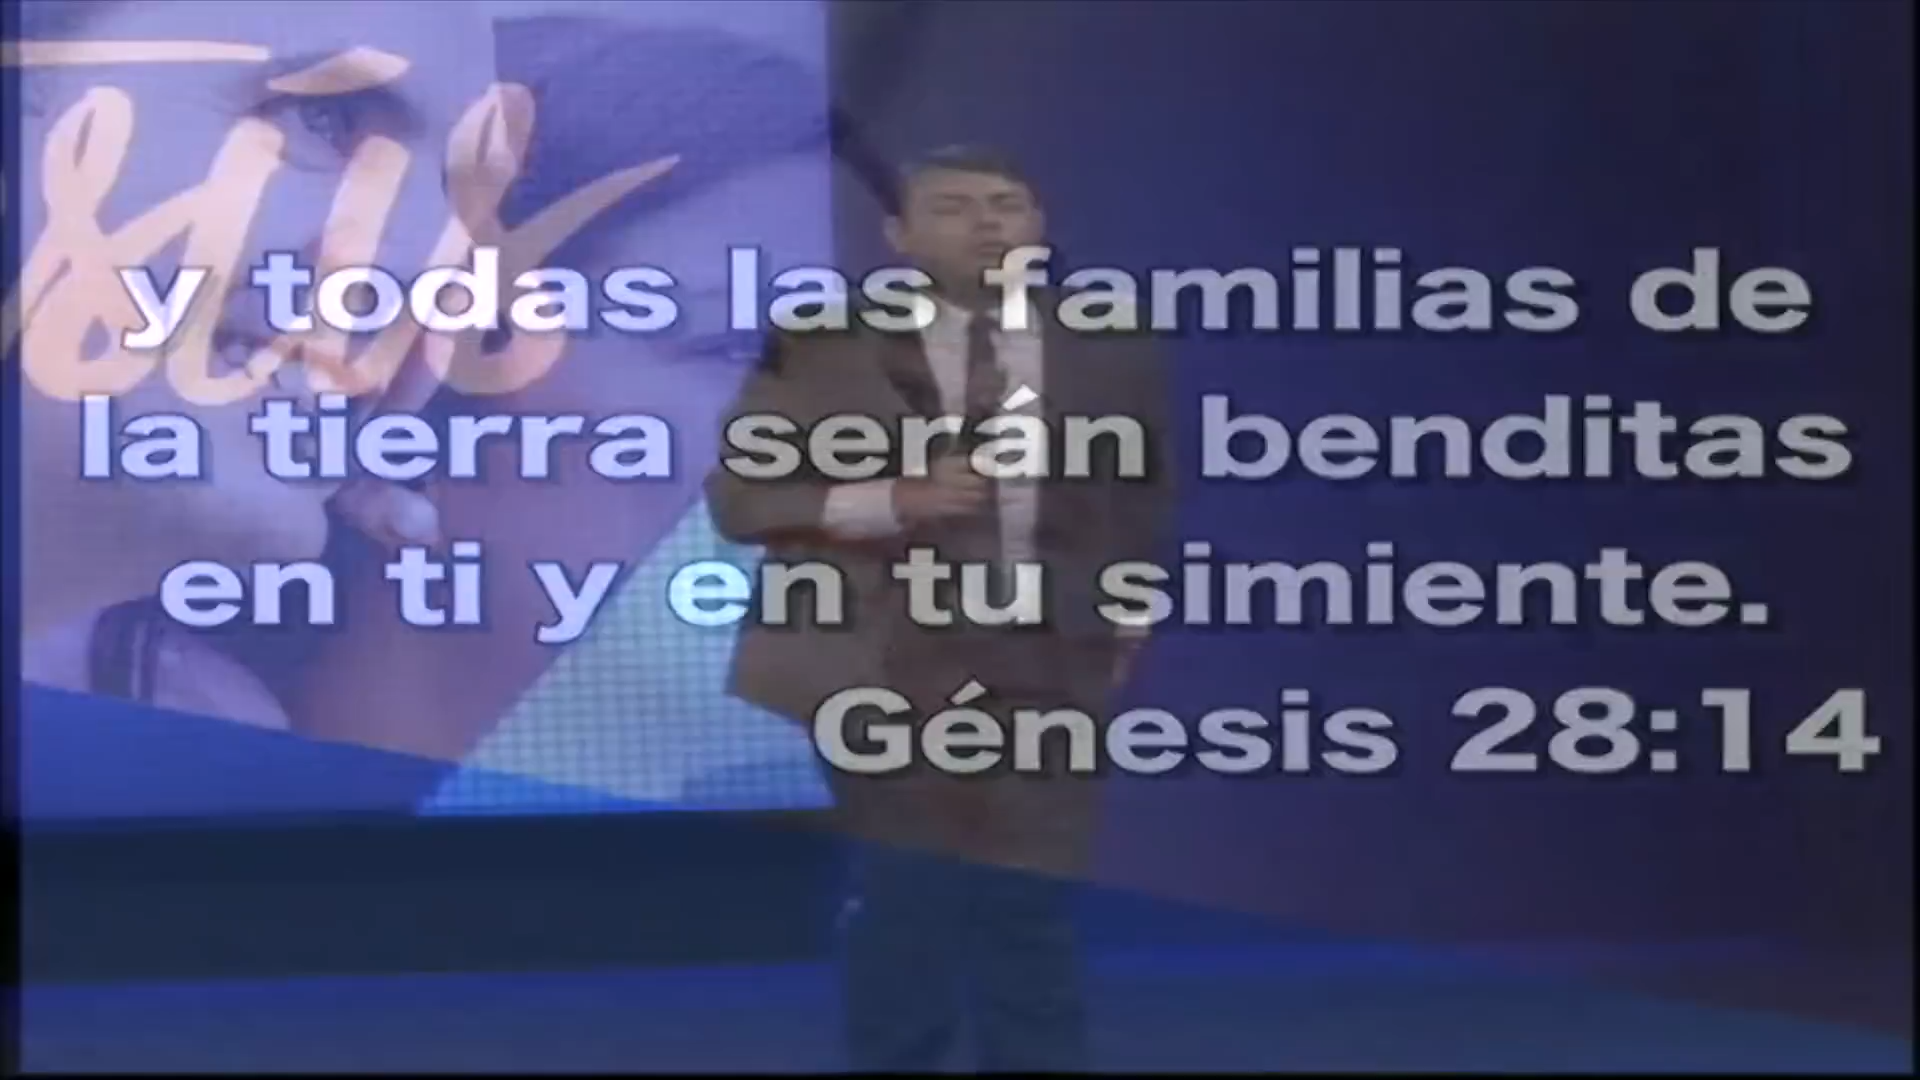 y todas las familias de
la tierra serán benditas
en ti y en tu simiente.
Génesis 28:14